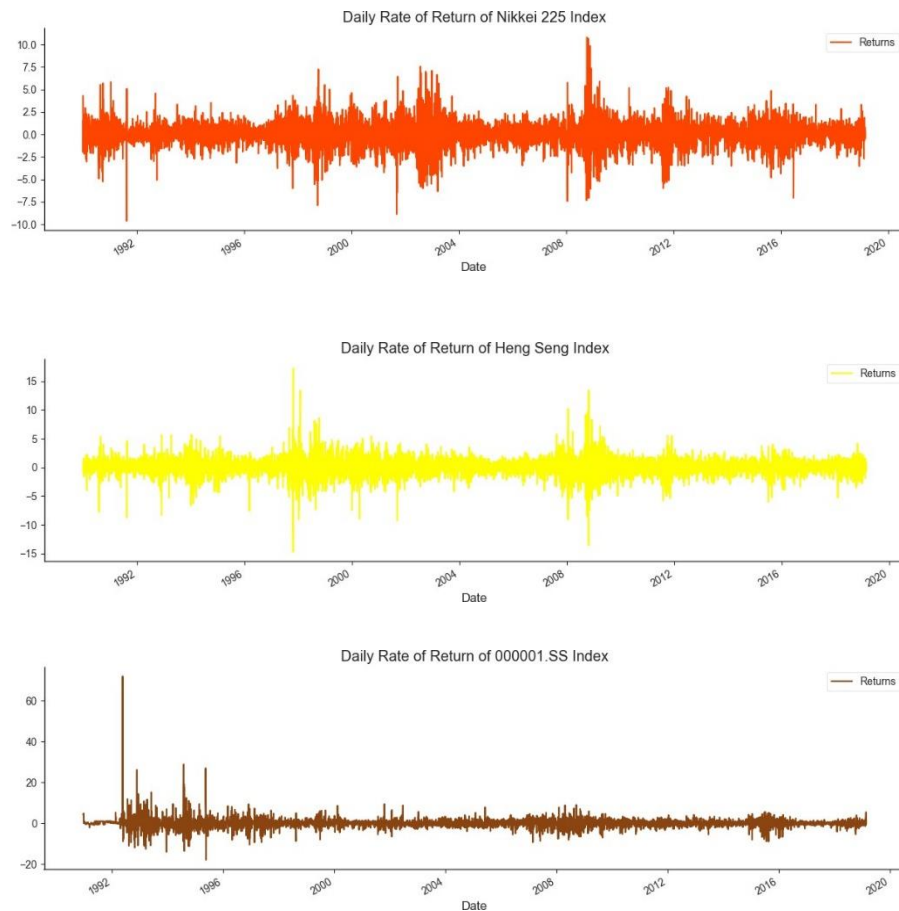 Daily Rate of Return of Nikkei 225 Index
Returns
10.0
7.5
5.0
2.5
0.0
−2.5
−5.0
−7.5
−10.0
1992 1996 2000 2004 2008 2012 2016 2020
Date
Daily Rate of Return of Heng Seng Index
Returns
15
10
5
0
−5
−10
−15
1992 1996 2000 2004 2008 2012 2016 2020
Date
Daily Rate of Return of 000001.SS Index
Returns
60
40
20
0
−20
1992 1996 2000 2004 2008 2012 2016 2020
Date